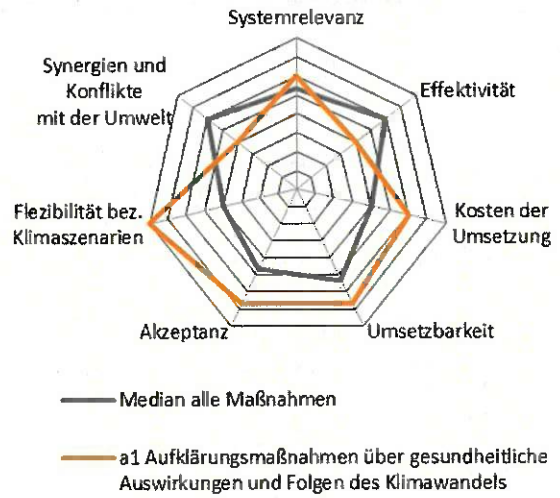 Systemrelevanz
Synergien und
Konflikte
mit der Umwelt
Effektivität
Flezibilität bez.
Klimaszenarien
Kosten der
Umsetzung
Akzeptanz
Umsetzbarkeit
Median alle Maßnahmen
a1 Aufklärungsmaßnahmen über gesundheitliche
Auswirkungen und Folgen des Klimawandels